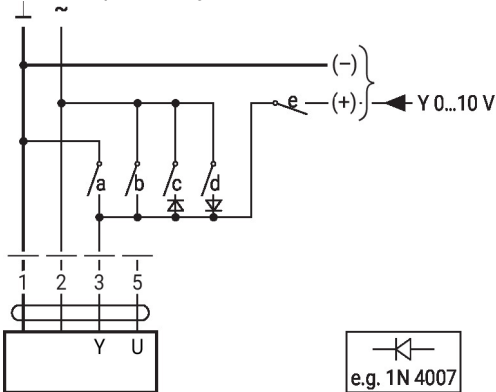 ⊥ ~
(–)
e (+) Y 0...10 V
a b c d
1 2 3 5
Y U
e.g. 1N 4007